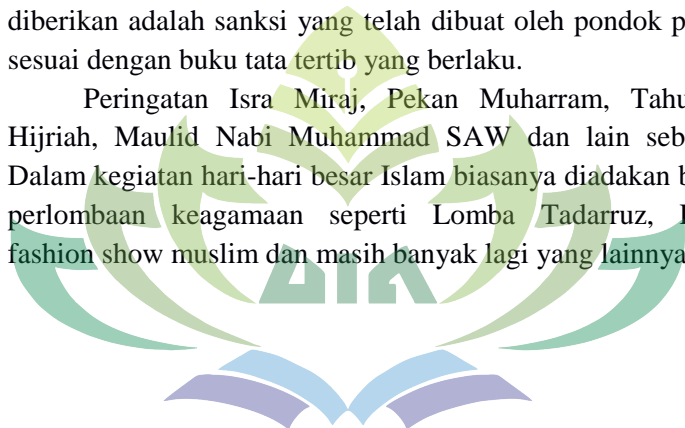 diberikan adalah sanksi yang telah dibuat oleh pondok p
sesuai dengan buku tata tertib yang berlaku.
Peringatan Isra Miraj, Pekan Muharram, Tahu
Hijriah, Maulid Nabi Muhammad SAW dan lain seb
Dalam kegiatan hari-hari besar Islam biasanya diadakan b
perlombaan keagamaan seperti Lomba Tadarruz,
fashion show muslim dan masih banyak lagi yang lainnya